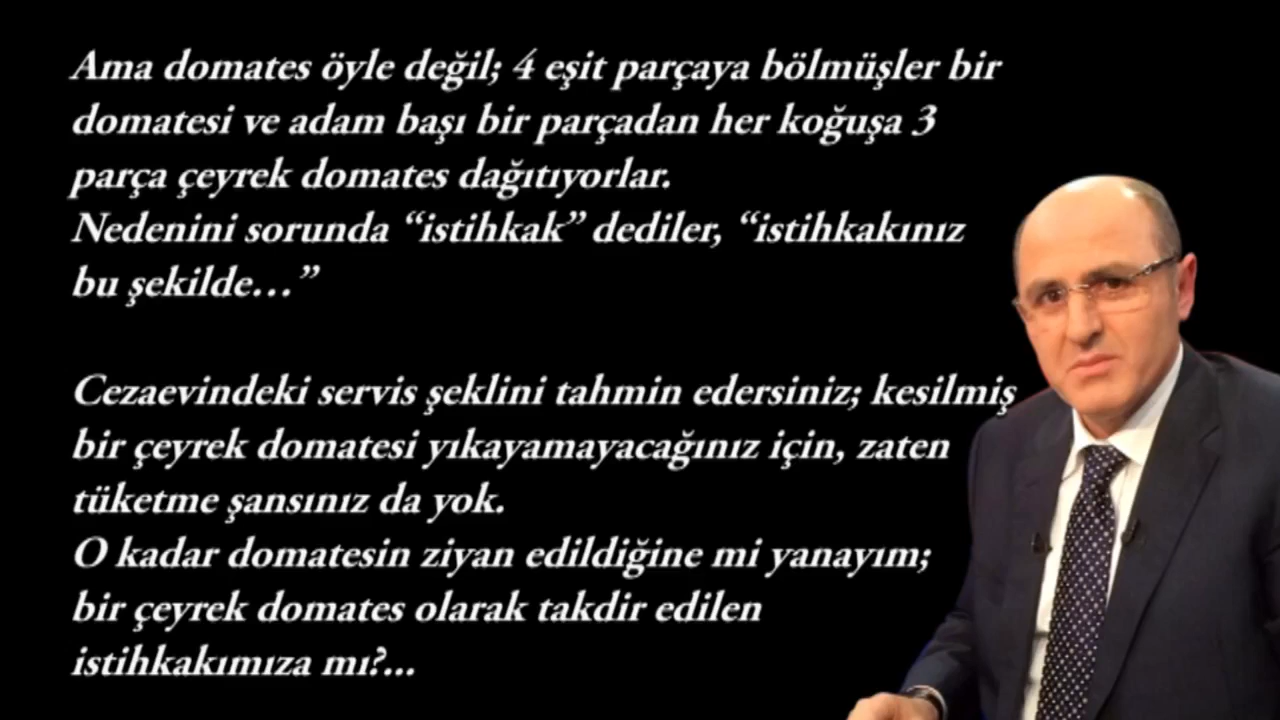 Ama domates öyle değil; 4 eşit parçaya bölmüşler bir
domatesi ve adam başı bir parçadan her koğuşa 3
parça çeyrek domates dağıtıyorlar.
Nedenini sorunda “istihkak” dediler, “istihkakınız
bu şekilde…”
Cezaevindeki servis şeklini tahmin edersiniz; kesilmiş
bir çeyrek domatesi yıkayamayacağınız için, zaten
tüketme şansınız da yok.
O kadar domatesin ziyan edildiğine mi yanayım;
bir çeyrek domates olarak takdir edilen
istihkakımıza mı?...